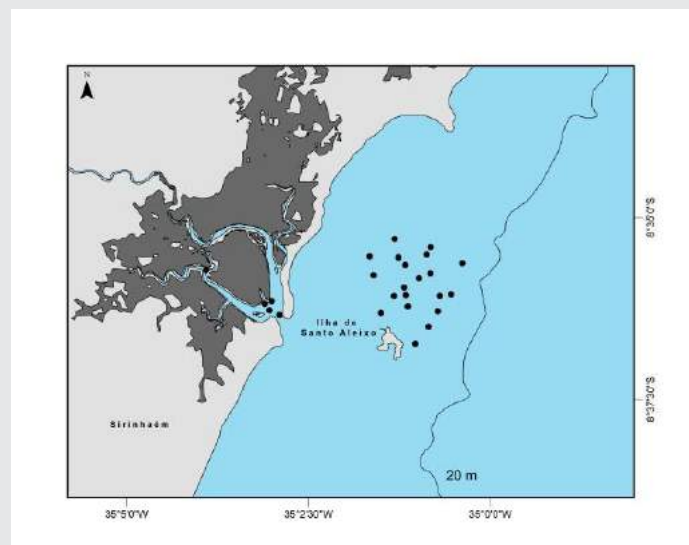 N
8°35'0"S
Ilha de
Santo Aleixo
8°37'30"S
Sirinhaém
20 m
35°5'0"W
35°2'30"W
35°0'0"W